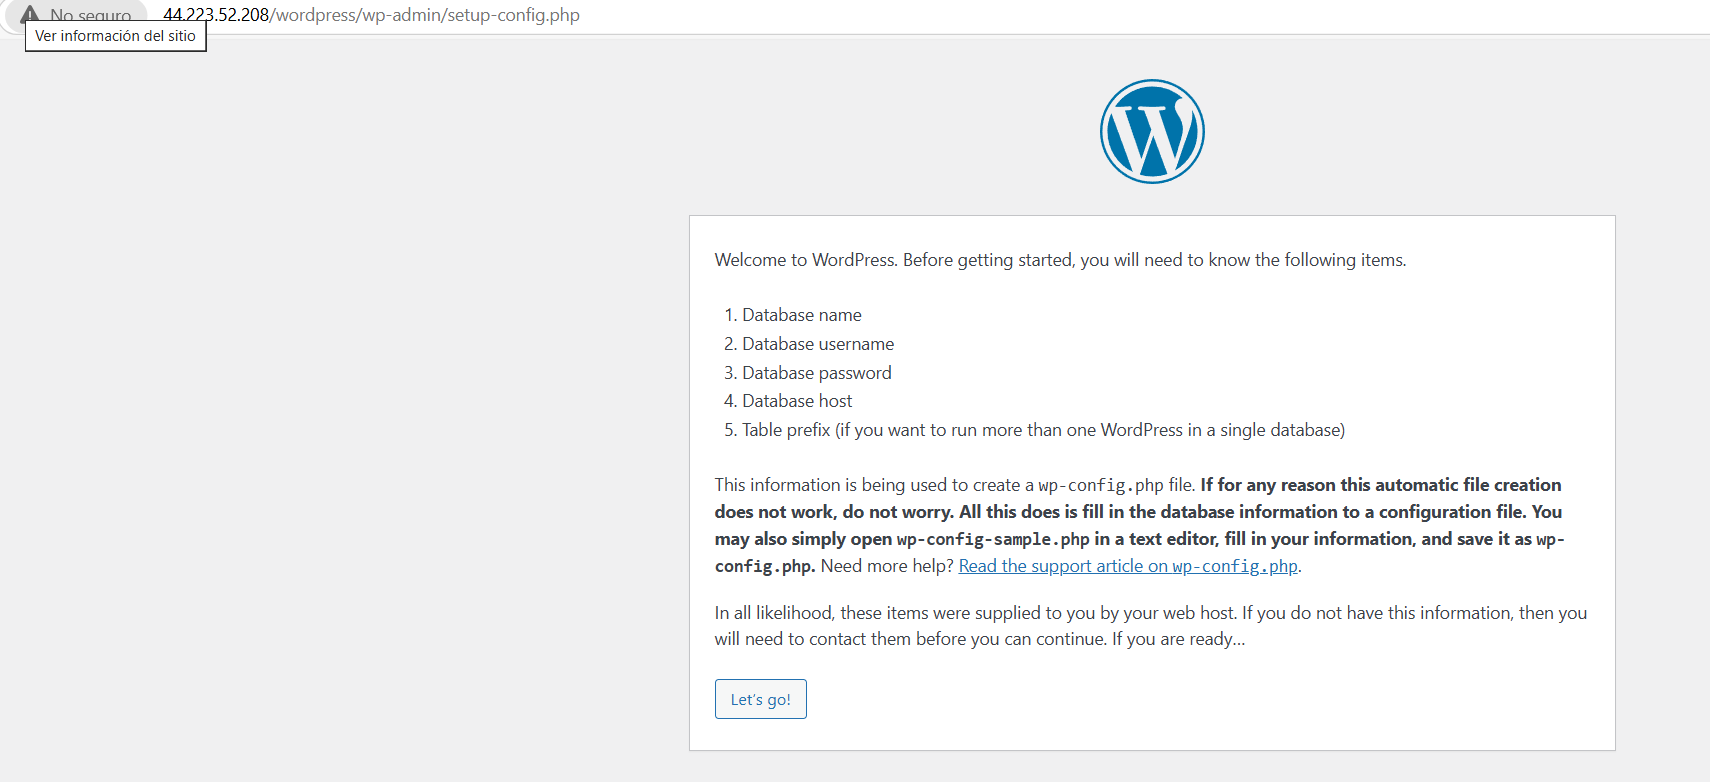 No seguro 44.223.52.208/wordpress/wp-admin/setup-config.php
Ver información del sitio
Welcome to WordPress. Before getting started, you will need to know the following items.
1. Database name
2. Database username
3. Database password
4. Database host
5. Table prefix (if you want to run more than one WordPress in a single database)
This information is being used to create a wp-config.php file. If for any reason this automatic file creation
does not work, do not worry. All this does is fill in the database information to a configuration file. You
may also simply open wp-config-sample.php in a text editor, fill in your information, and save it as wp-
config.php. Need more help? Read the support article on wp-config.php.
In all likelihood, these items were supplied to you by your web host. If you do not have this information, then you
will need to contact them before you can continue. If you are ready…
Let's go!